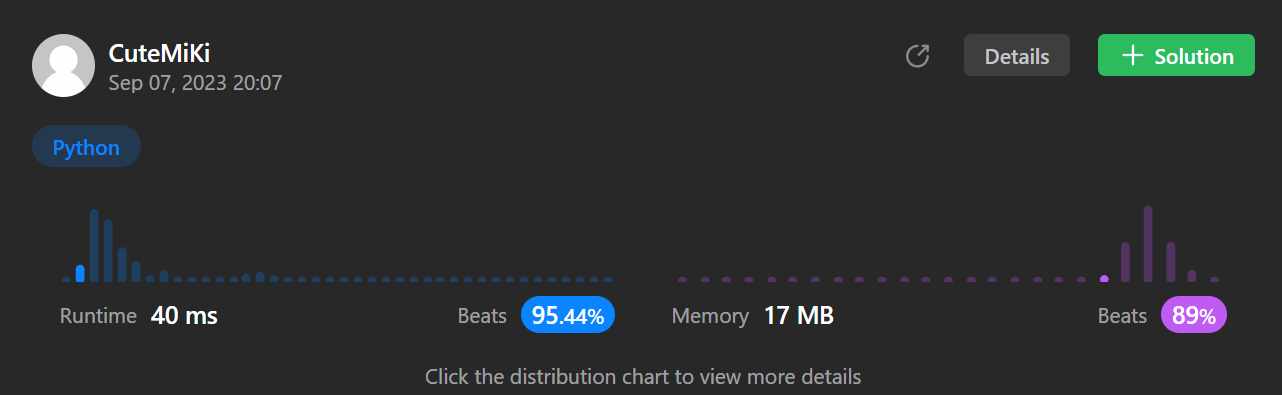 CuteMiKi
Sep 07, 2023 20:07
Details
Solution
Python
Runtime 40 ms
Beats 95.44%
Memory 17 MB
Beats 89%
Click the distribution chart to view more details